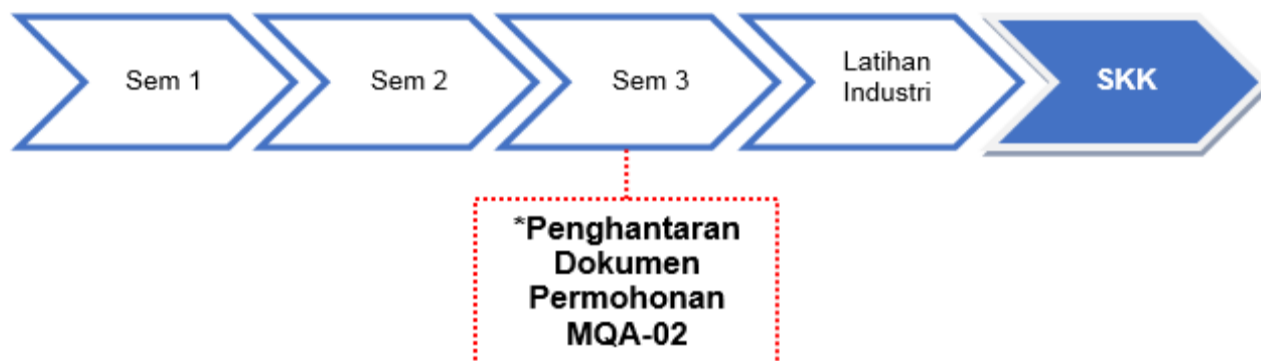 Sem 1
Sem 2
Sem 3
Latihan
Industri
SKK
*Penghantaran
Dokumen
Permohonan
MQA-02